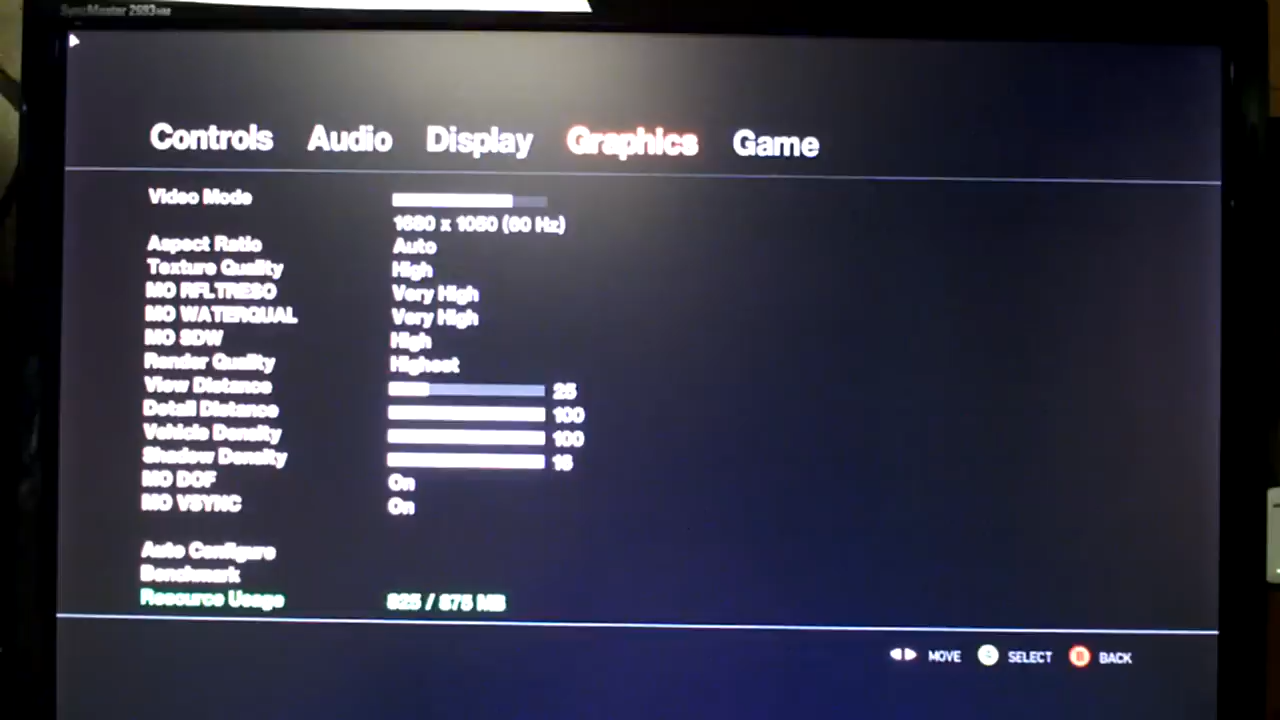 SyncMaster 2693HM
Controls Audio Display Graphics Game
Video Mode
1680 x 1050 (60 Hz)
Aspect Ratio Auto
Texture Quality High
MO RFLTRESO Very High
MO WATERQUAL Very High
MO SDW High
Render Quality Highest
View Distance 25
Detail Distance 100
Vehicle Density 100
Shadow Density 16
MO DOF On
MO VSYNC On
Auto Configure
Benchmark
Resource Usage 825 / 875 MB
MOVE SELECT B BACK